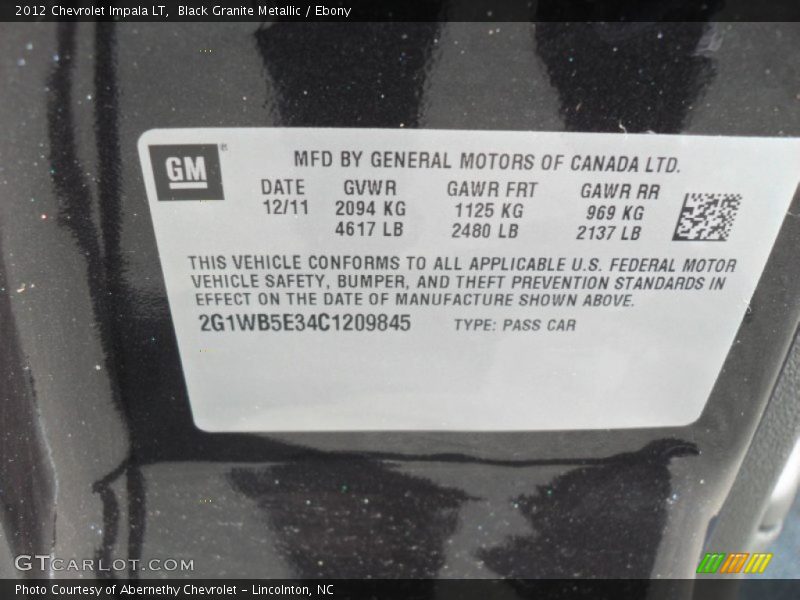 2012 Chevrolet Impala LT, Black Granite Metallic / Ebony
GM ®
MFD BY GENERAL MOTORS OF CANADA LTD.
DATE GVWR GAWR FRT GAWR RR
12/11 2094 KG 1125 KG 969 KG
4617 LB 2480 LB 2137 LB
THIS VEHICLE CONFORMS TO ALL APPLICABLE U.S. FEDERAL MOTOR
VEHICLE SAFETY, BUMPER, AND THEFT PREVENTION STANDARDS IN
EFFECT ON THE DATE OF MANUFACTURE SHOWN ABOVE.
2G1WB5E34C1209845 TYPE: PASS CAR
GTCARLOT.COM
Photo Courtesy of Abernethy Chevrolet - Lincolnton, NC